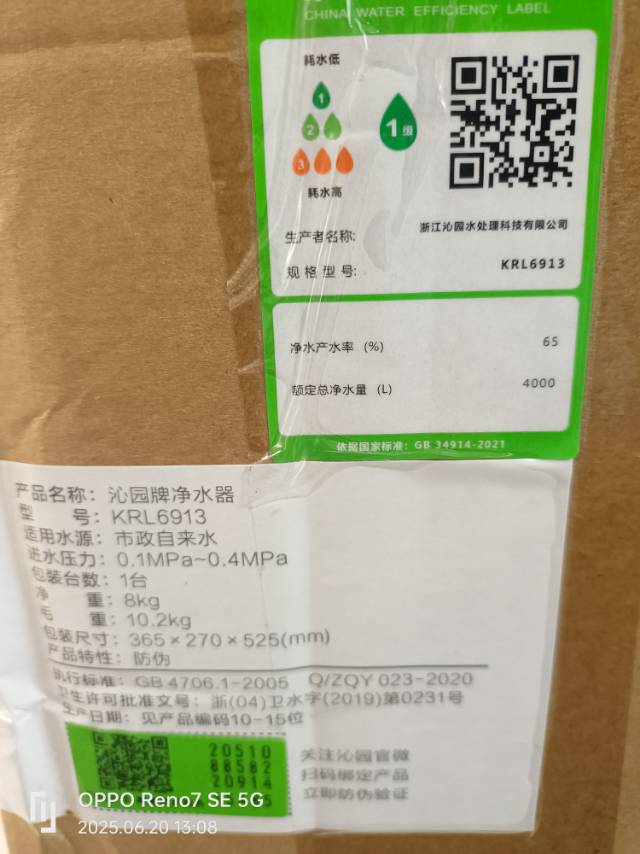 CHINA WATER EFFICIENCY LABEL
耗水低
1
2
3
耗水高
1级
生产者名称: 浙江沁园水处理科技有限公司
规格型号: KRL6913
净水产水率 (%) 65
额定总净水量 (L) 4000
依据国家标准: GB 34914-2021
产品名称: 沁园牌净水器
型 号: KRL6913
适用水源: 市政自来水
进水压力: 0.1MPa~0.4MPa
包装台数: 1台
净 重: 8kg
毛 重: 10.2kg
包装尺寸: 365×270×525(mm)
产品特性: 防伪
执行标准: GB 4706.1-2005 Q/ZQY 023-2020
卫生许可批准文号: 浙(04)卫水字(2019)第0231号
生产日期: 见产品编码10-15位
20510
88582
20914
5
关注沁园官微
扫码绑定产品
立即防伪验证
OPPO Reno7 SE 5G
2025.06.20 13:08